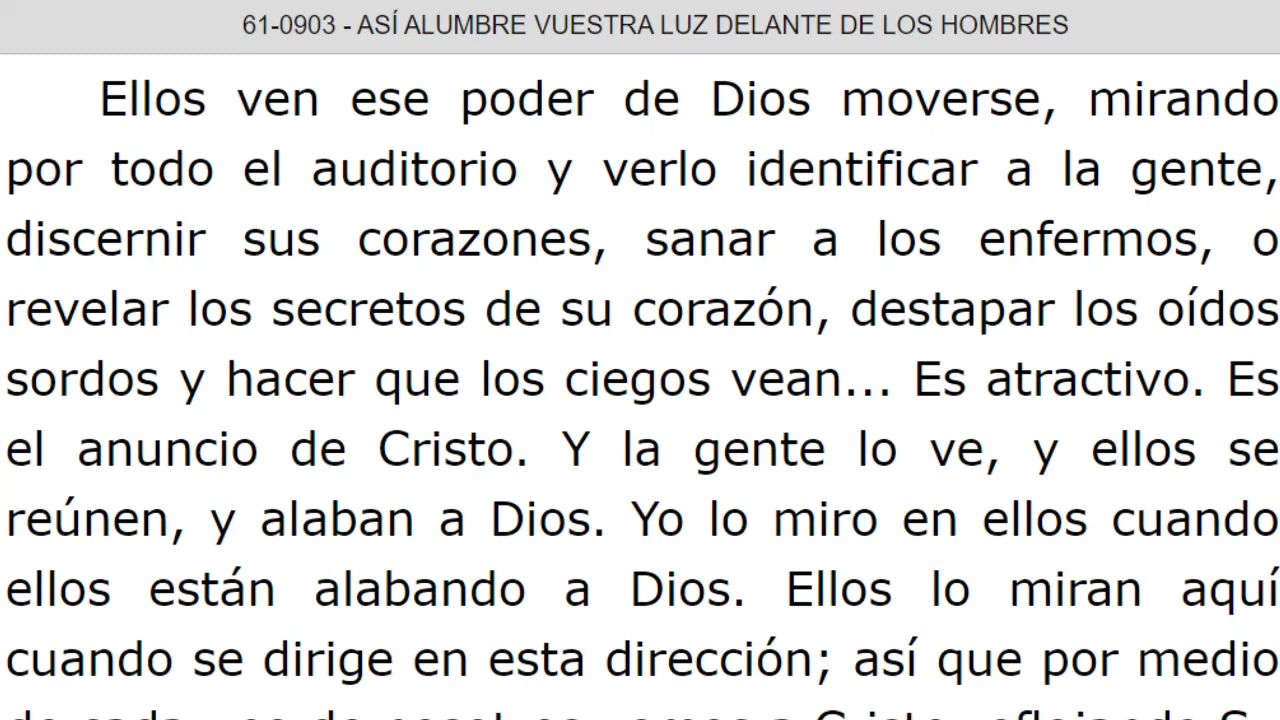 61-0903 - ASÍ ALUMBRE VUESTRA LUZ DELANTE DE LOS HOMBRES
Ellos ven ese poder de Dios moverse, mirando
por todo el auditorio y verlo identificar a la gente,
discernir sus corazones, sanar a los enfermos, o
revelar los secretos de su corazón, destapar los oídos
sordos y hacer que los ciegos vean... Es atractivo. Es
el anuncio de Cristo. Y la gente lo ve, y ellos se
reúnen, y alaban a Dios. Yo lo miro en ellos cuando
ellos están alabando a Dios. Ellos lo miran aquí
cuando se dirige en esta dirección; así que por medio